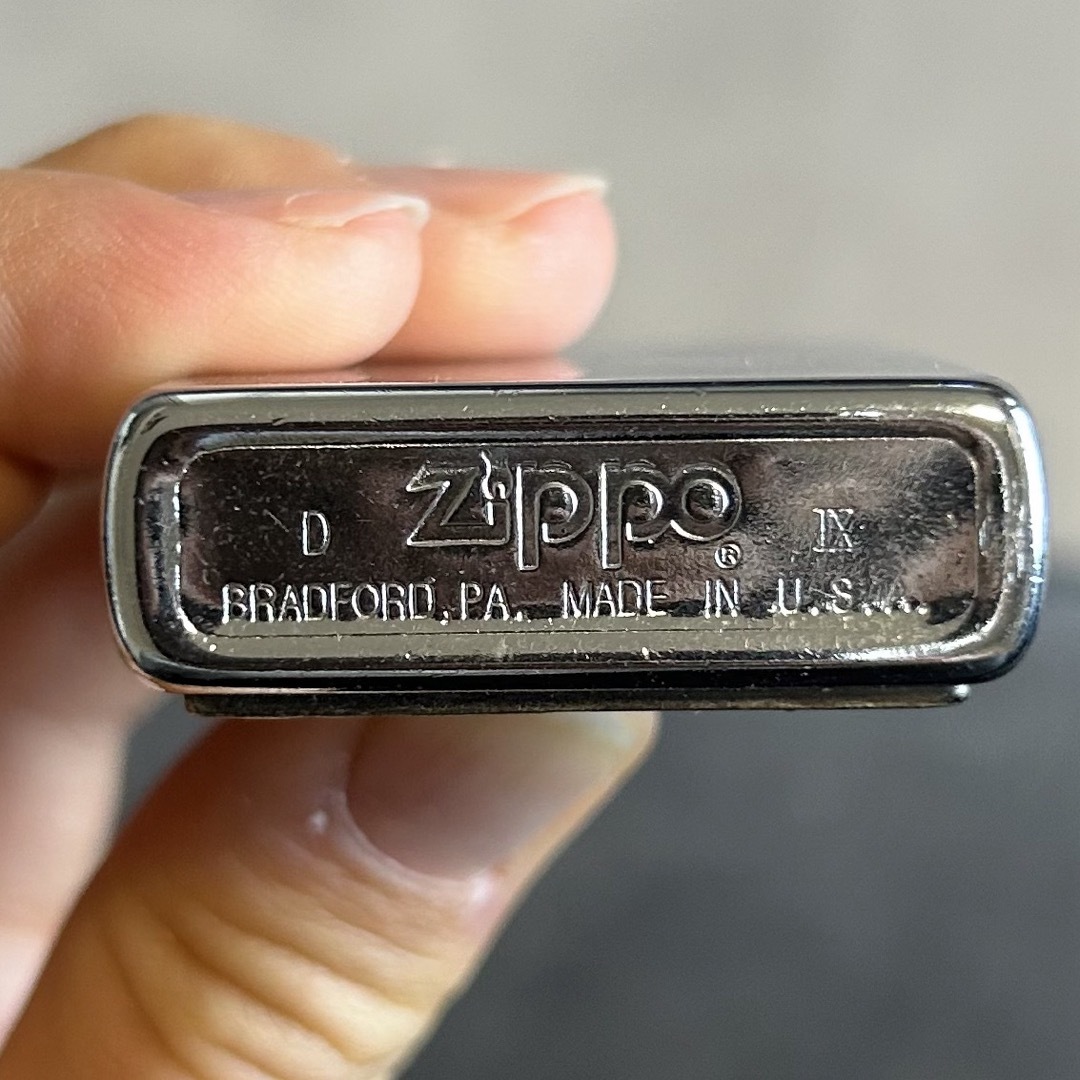 Zippo®
D IX
BRADFORD, PA. MADE IN U.S.A.